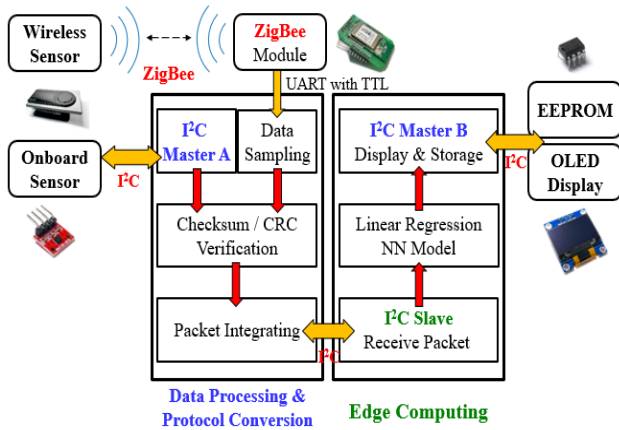 Wireless
Sensor
ZigBee
ZigBee
Module
UART with TTL
Onboard
Sensor
I²C
I²C
Master A
Data
Sampling
Checksum / CRC
Verification
Packet Integrating
I²C
Data Processing &
Protocol Conversion
I²C Master B
Display & Storage
Linear Regression
NN Model
I²C Slave
Receive Packet
Edge Computing
I²C
EEPROM
OLED
Display